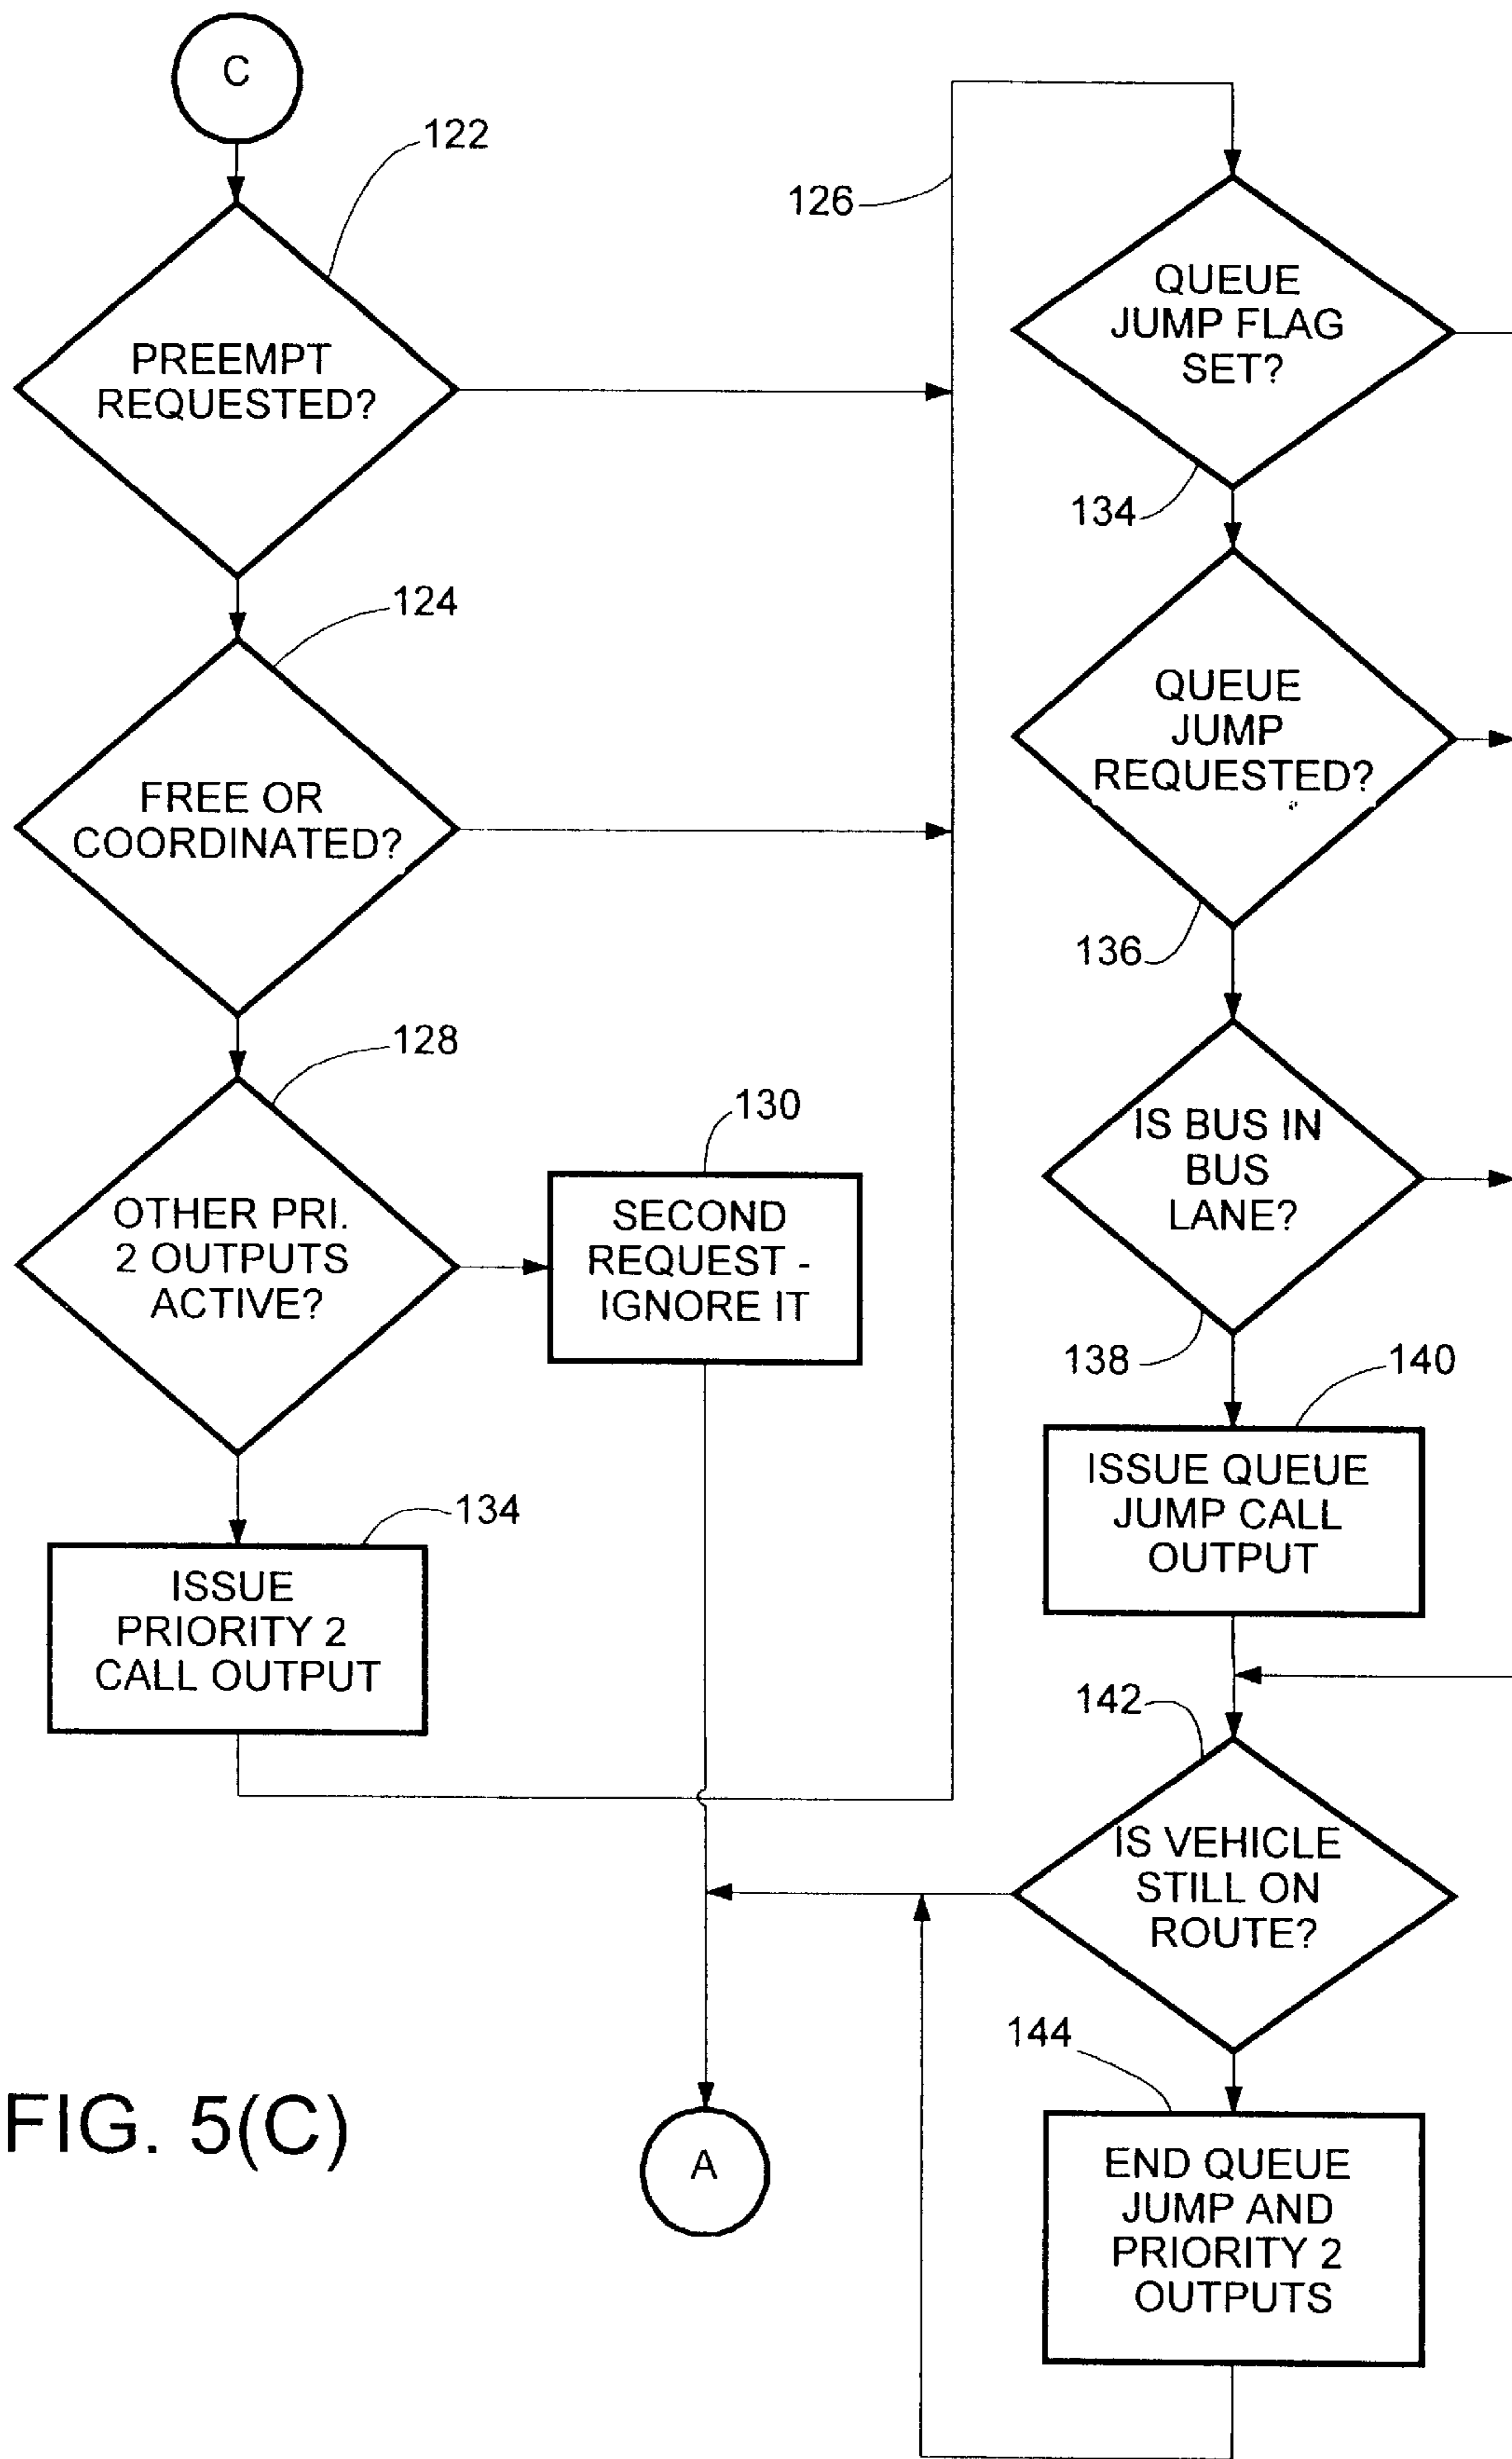 C
122
PREEMPT
REQUESTED?
124
FREE OR
COORDINATED?
128
OTHER PRI.
2 OUTPUTS
ACTIVE?
130
SECOND
REQUEST -
IGNORE IT
134
ISSUE
PRIORITY 2
CALL OUTPUT
126
QUEUE
JUMP FLAG
SET?
134
QUEUE
JUMP
REQUESTED?
136
IS BUS IN
BUS
LANE?
138
140
ISSUE QUEUE
JUMP CALL
OUTPUT
142
IS VEHICLE
STILL ON
ROUTE?
144
END QUEUE
JUMP AND
PRIORITY 2
OUTPUTS
A
FIG. 5(C)